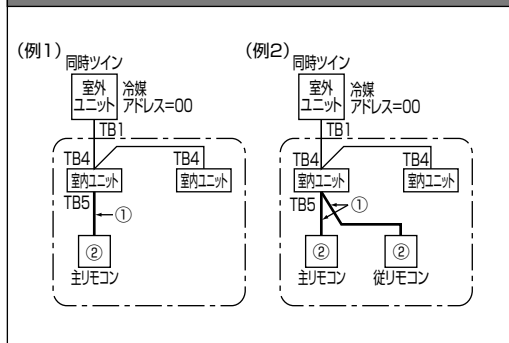 (例1)
同時ツイン
室外
ユニット
冷媒
アドレス=00
TB1
TB4
TB4
室内ユニット
室内ユニット
TB5
①
②
主リモコン
(例2)
同時ツイン
室外
ユニット
冷媒
アドレス=00
TB1
TB4
TB4
室内ユニット
室内ユニット
TB5
①
②
②
主リモコン
従リモコン